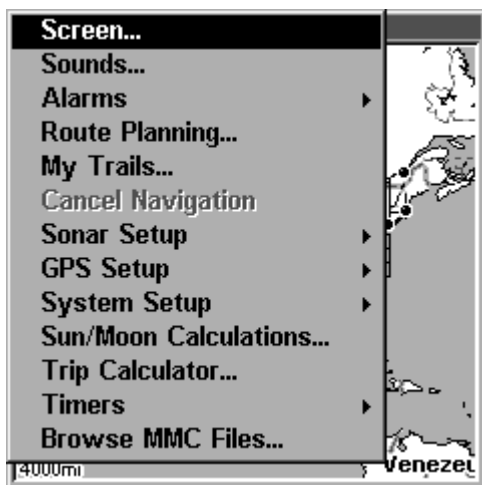 Screen...
Sounds...
Alarms
Route Planning...
My Trails...
Cancel Navigation
Sonar Setup
GPS Setup
System Setup
Sun/Moon Calculations...
Trip Calculator...
Timers
Browse MMC Files...
4000mi Venezel